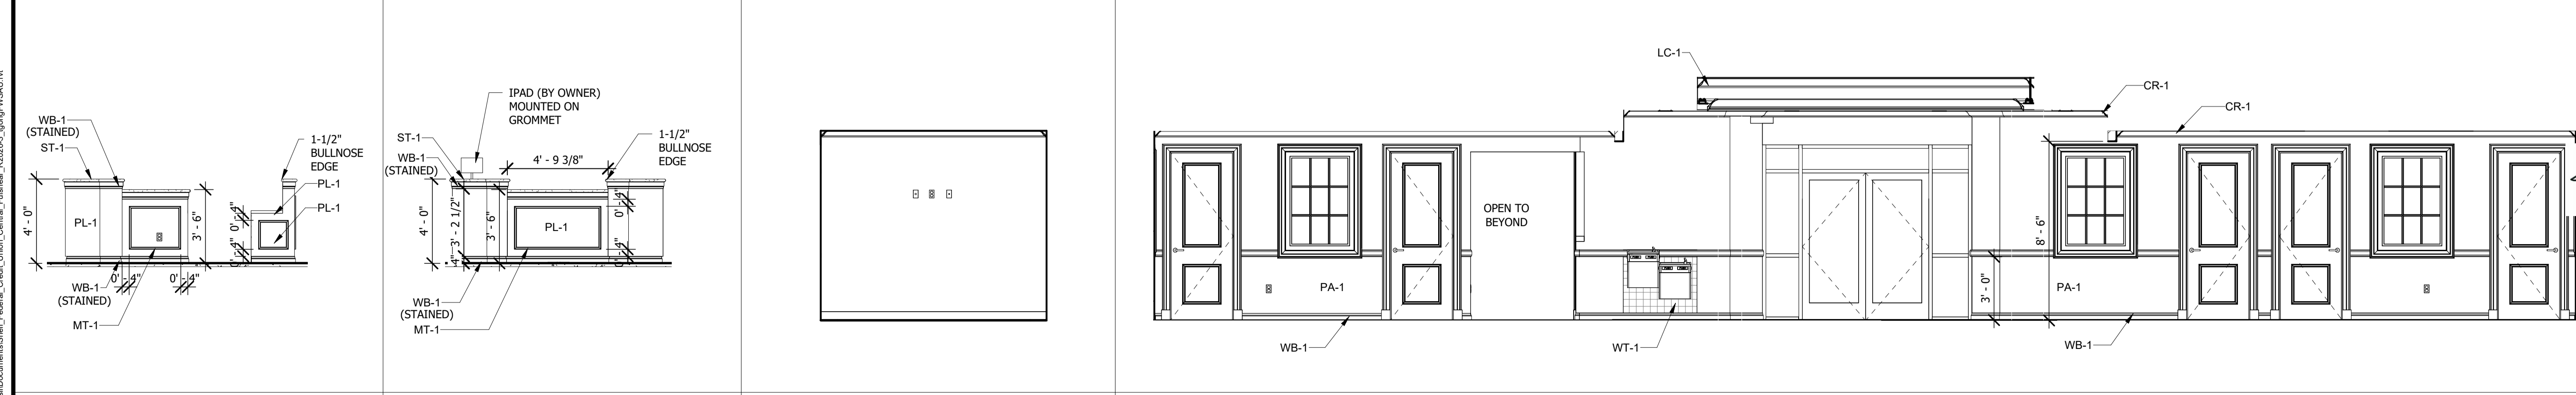 WB-1
(STAINED)
ST-1
1-1/2"
BULLNOSE
EDGE
PL-1
PL-1
4' - 0"
PL-1
3' - 6"
0' - 4"
0' - 4"
0' - 4"
WB-1
(STAINED)
MT-1
IPAD (BY OWNER)
MOUNTED ON
GROMMET
ST-1
WB-1
(STAINED)
4' - 9 3/8"
1-1/2"
BULLNOSE
EDGE
4' - 0"
3' - 2 1/2"
4"
3' - 6"
PL-1
0' - 4"
WB-1
(STAINED)
MT-1
LC-1
CR-1
CR-1
OPEN TO
BEYOND
PA-1
8' - 6"
3' - 0"
PA-1
WB-1
WT-1
WB-1